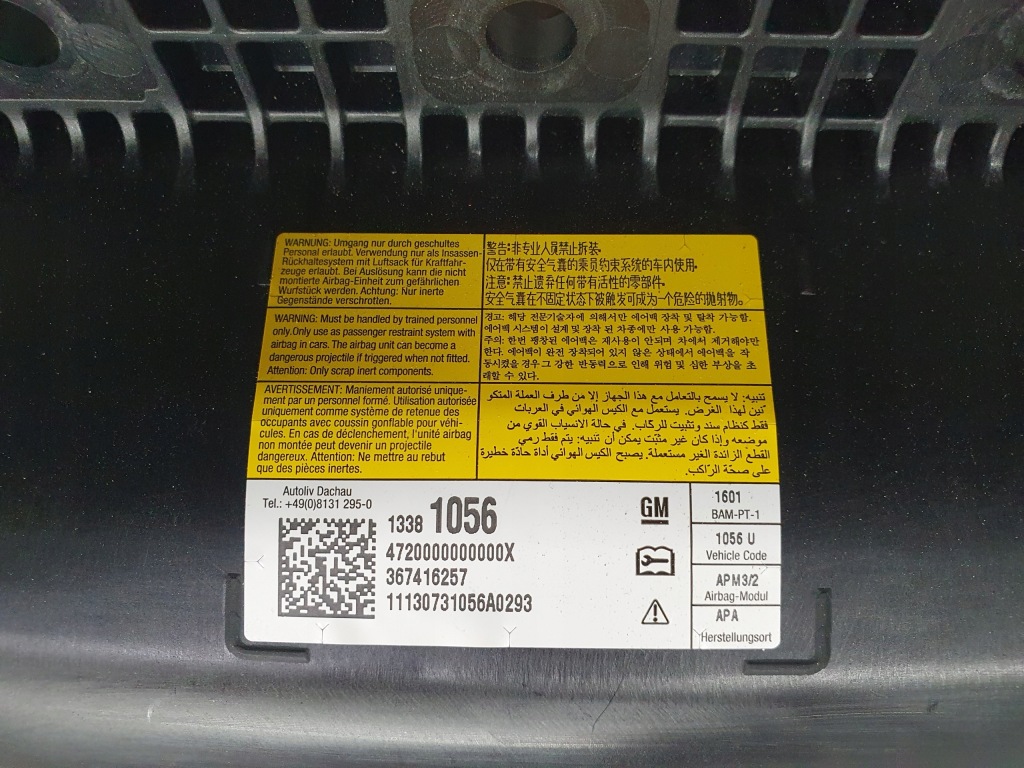 WARNUNG: Umgang nur durch geschultes
Personal erlaubt. Verwendung nur als Insassen-
Rückhaltesystem mit Luftsack für Kraftfahr-
zeuge erlaubt. Bei Auslösung kann die nicht
montierte Airbag-Einheit zum gefährlichen
Wurfstück werden. Achtung: Nur inerte
Gegenstände verschrotten.
警告:非专业人员禁止拆装。
仅在带有安全气囊的乘员约束系统的车内使用。
注意:禁止遗弃任何带有活性的零部件。
安全气囊在不固定状态下被触发可成为一个危险的抛射物。
WARNING: Must be handled by trained personnel
only.Only use as passenger restraint system with
airbag in cars. The airbag unit can become a
dangerous projectile if triggered when not fitted.
Attention: Only scrap inert components.
경고: 해당 전문기술자에 의해서만 에어백 장착 및 탈착 가능함.
에어백 시스템이 설계 및 장착 된 차종에만 사용 가능함.
주의: 한번 팽창된 에어백은 재사용이 안되며 차에서 제거해야만
한다. 에어백이 완전 장착되어 있지 않은 상태에서 에어백을 작
동시켰을 경우 그 강한 반동력으로 인해 위험 및 심한 부상을 초
래할 수 있다.
AVERTISSEMENT: Maniement autorisé unique-
ment par un personnel formé. Utilisation autorisée
uniquement comme système de retenue des
occupants avec coussin gonflable pour véhi-
cules. En cas de déclenchement, l'unité airbag
non montée peut devenir un projectile
dangereux. Attention: Ne mettre au rebut
que des pièces inertes.
تنبيه: لا يسمح بالتعامل مع هذا الجهاز إلا من طرف العملة المتكو
ّنين لهذا الغرض. يستعمل مع الكيس الهوائي في العربات
فقط كنظام سند وتثبيت للركاب. في حالة الانسياب القوي من
موضعه وإذا كان غير مثبّت يمكن أن تنبيه: يتم فقط رمي
القطع الزائدة الغير مستعملة. يصبح الكيس الهوائي أداة حادّة خطيرة
على صحّة الرّاكب.
Autoliv Dachau
Tel.: +49(0)8131 295-0
1338 1056
4720000000000X
367416257
11130731056A0293
GM
1601
BAM-PT-1
1056 U
Vehicle Code
APM3/2
Airbag-Modul
APA
Herstellungsort